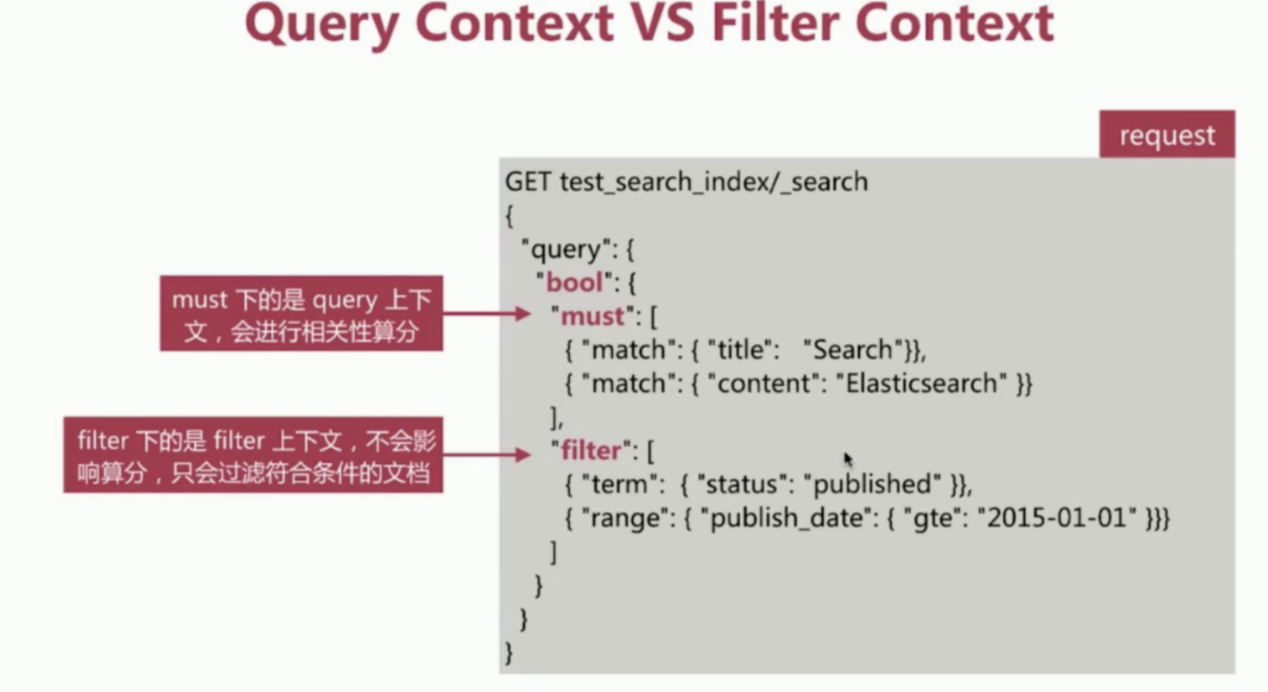 Query Context VS Filter Context
request
GET test_search_index/_search
{
"query": {
"bool": {
must 下的是 query 上下
文，会进行相关性算分
"must": [
{ "match": { "title":   "Search"}},
{ "match": { "content": "Elasticsearch" }}
],
filter 下的是 filter 上下文，不会影
响算分，只会过滤符合条件的文档
"filter": [
{ "term":  { "status": "published" }},
{ "range": { "publish_date": { "gte": "2015-01-01" }}}
]
}
}
}